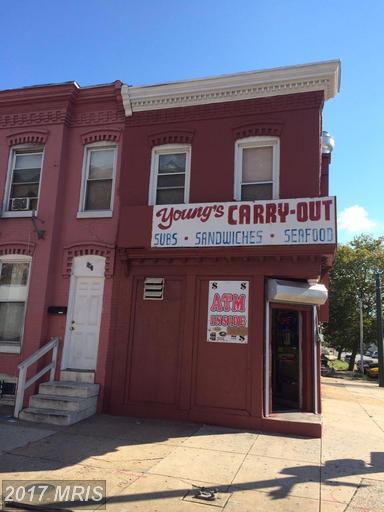 Young's CARRY-OUT
SUBS • SANDWICHES • SEAFOOD
$ $
ATM
INSIDE
© 2017 MRIS